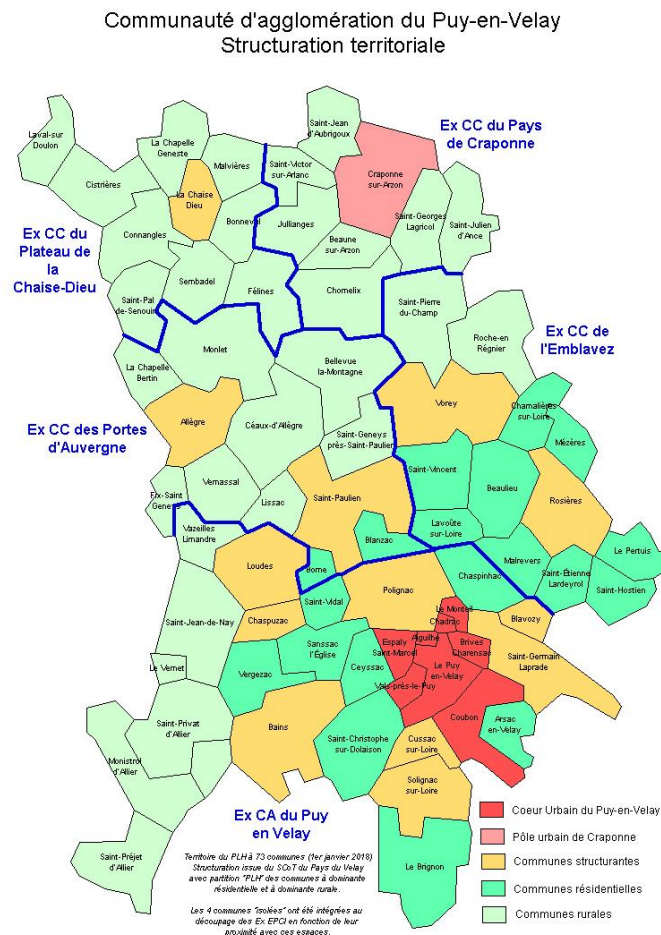 Communauté d'agglomération du Puy-en-Velay
Structuration territoriale
Ex CC du Pays
de Craponne
Saint-Jean
d'Aubrigoux
Laval-sur
Doulon
La Chapelle
Geneste
Malvières
Saint-Victor
sur-Arlanc
Craponne
sur-Arzon
Cistrières
La Chaise
Dieu
Bonneval
Jullianges
Saint-Georges
Lagricol
Saint-Julien
d'Ance
Connangles
Beaune
sur-Arzon
Ex CC du
Plateau de
la
Chaise-Dieu
Sembadel
Félines
Chomelix
Saint-Pal
de-Senouire
Saint-Pierre
du-Champ
Ex CC de
l'Emblavez
Roche-en
Régnier
Monlet
La Chapelle
Bertin
Bellevue
la-Montagne
Vorey
Chamalières
sur-Loire
Mézères
Ex CC des Portes
d'Auvergne
Allègre
Céaux-d'Allègre
Saint-Geneys
près-Saint-Paulien
Saint-Vincent
Beaulieu
Rosières
Vernassal
Fix-Saint
Geneys
Lissac
Saint-Paulien
Vazeilles
Limandre
Lavoûte
sur-Loire
Blanzac
Le Pertuis
Loudes
Borne
Malrevers
Chaspinhac
Saint-Étienne
Lardeyrol
Saint-Hostien
Saint-Vidal
Polignac
Le Monteil
Chadrac
Blavozy
Saint-Jean-de-Nay
Chaspuzac
Sanssac
l'Église
Espaly
Saint-Marcel
Aiguilhe
Brives
Charensac
Saint-Germain
Laprade
Le Vernet
Vergezac
Ceyssac
Le Puy
en-Velay
Vals-près-le-Puy
Saint-Privat
d'Allier
Bains
Saint-Christophe
sur-Dolaison
Coubon
Arsac
en-Velay
Cussac
sur-Loire
Monistrol
d'Allier
Solignac
sur-Loire
Ex CA du Puy
en Velay
Saint-Préjet
d'Allier
Le Brignon
Territoire du PLH à 73 communes (1er janvier 2018)
Structuration issue du SCoT du Pays du Velay
avec partition "PLH" des communes à dominante
résidentielle et à dominante rurale.
Les 4 communes "isolées" ont été intégrées au
découpage des Ex EPCI en fonction de leur
proximité avec ces espaces.
Coeur Urbain du Puy-en-Velay
Pôle urbain de Craponne
Communes structurantes
Communes résidentielles
Communes rurales